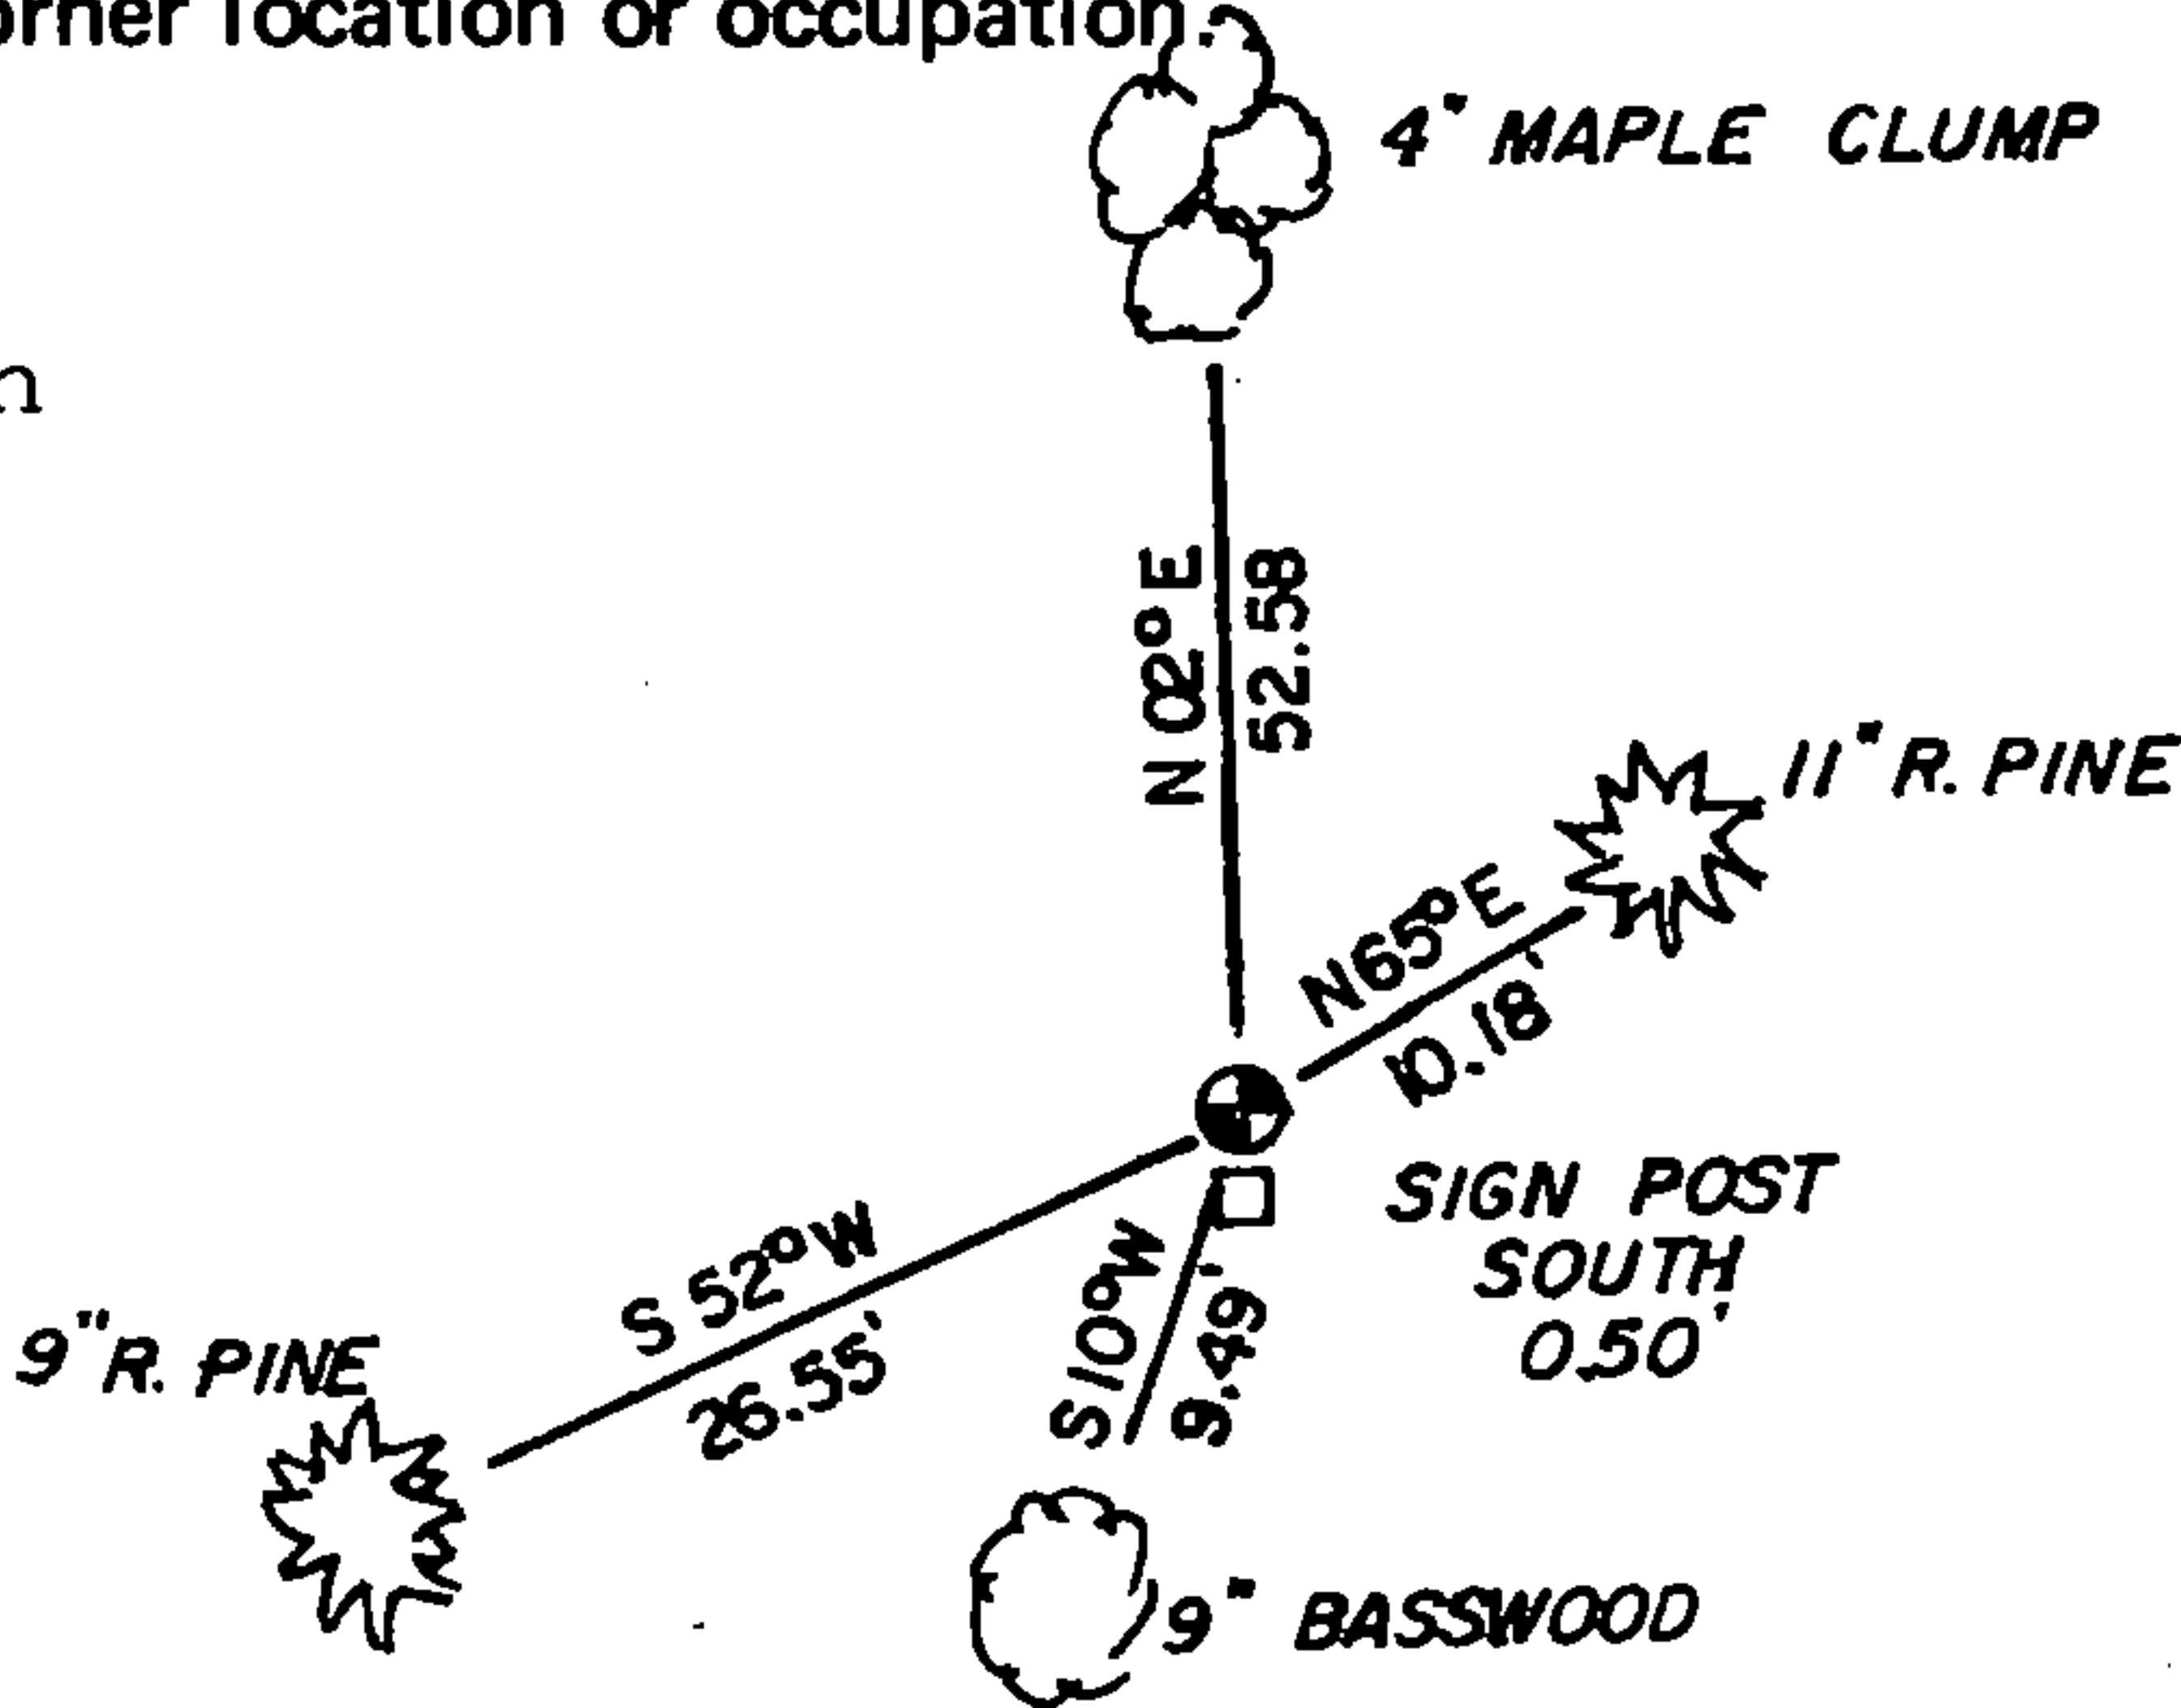 orner location or occupation.
n
4" MAPLE CLUMP
N 02° E
52.58
11" R. PINE
N65°E
10.18'
SIGN POST
SOUTH
0.50'
S 52° W
26.55'
9" R. PINE
S 10° W
9.49'
9" BASSWOOD